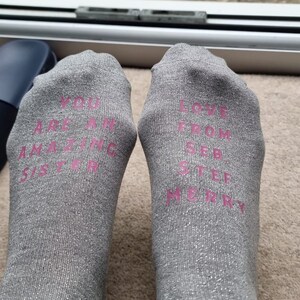 YOU
ARE AN
AMAZING
SISTER
LOVE
FROM
SEB
STEF
MERRY